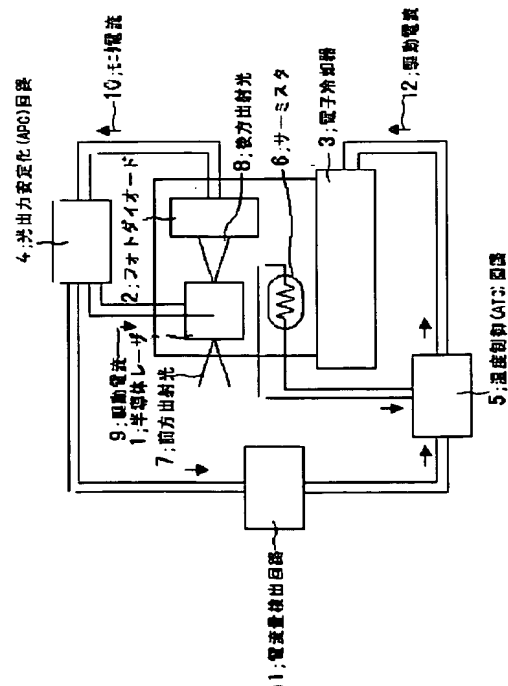 4;光出力安定化(APC)回路
10;モニタ電流
2;フォトダイオード
8;後方出射光
6;サーミスタ
3;電子冷却器
12;駆動電流
9;駆動電流
1;半導体レーザ
7;前方出射光
5;温度制御(ATC)回路
11;電流量検出回路